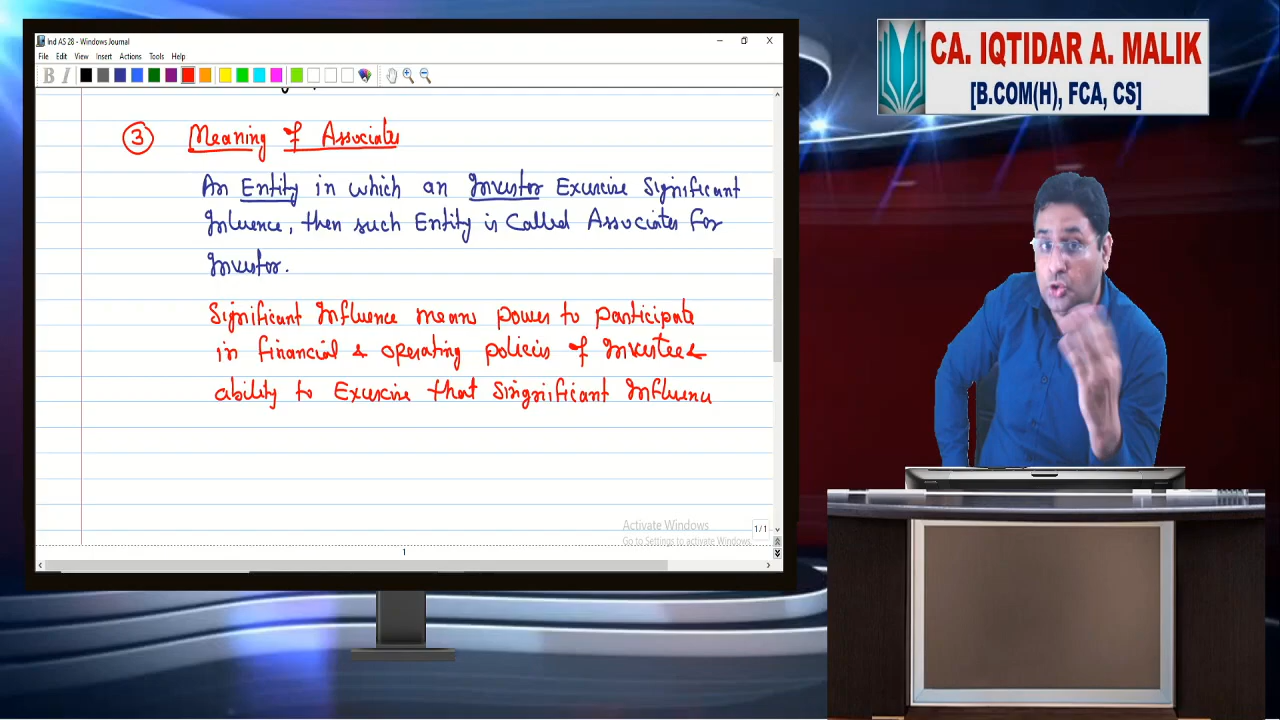 Ind AS 28 - Windows Journal
File Edit View Insert Actions Tools Help
B I
CA. IQTIDAR A. MALIK
[B.COM(H), FCA, CS]
3 Meaning of Associates
An Entity in which an Investor Exercise Significant
Influence, then such Entity is Called Associates For
Investor.
Significant Influence means power to participate
in financial & operating policies of Investee &
ability to Exercise that Singnificant Influence
Activate Windows
Go to Settings to activate Windows.
1/1
1